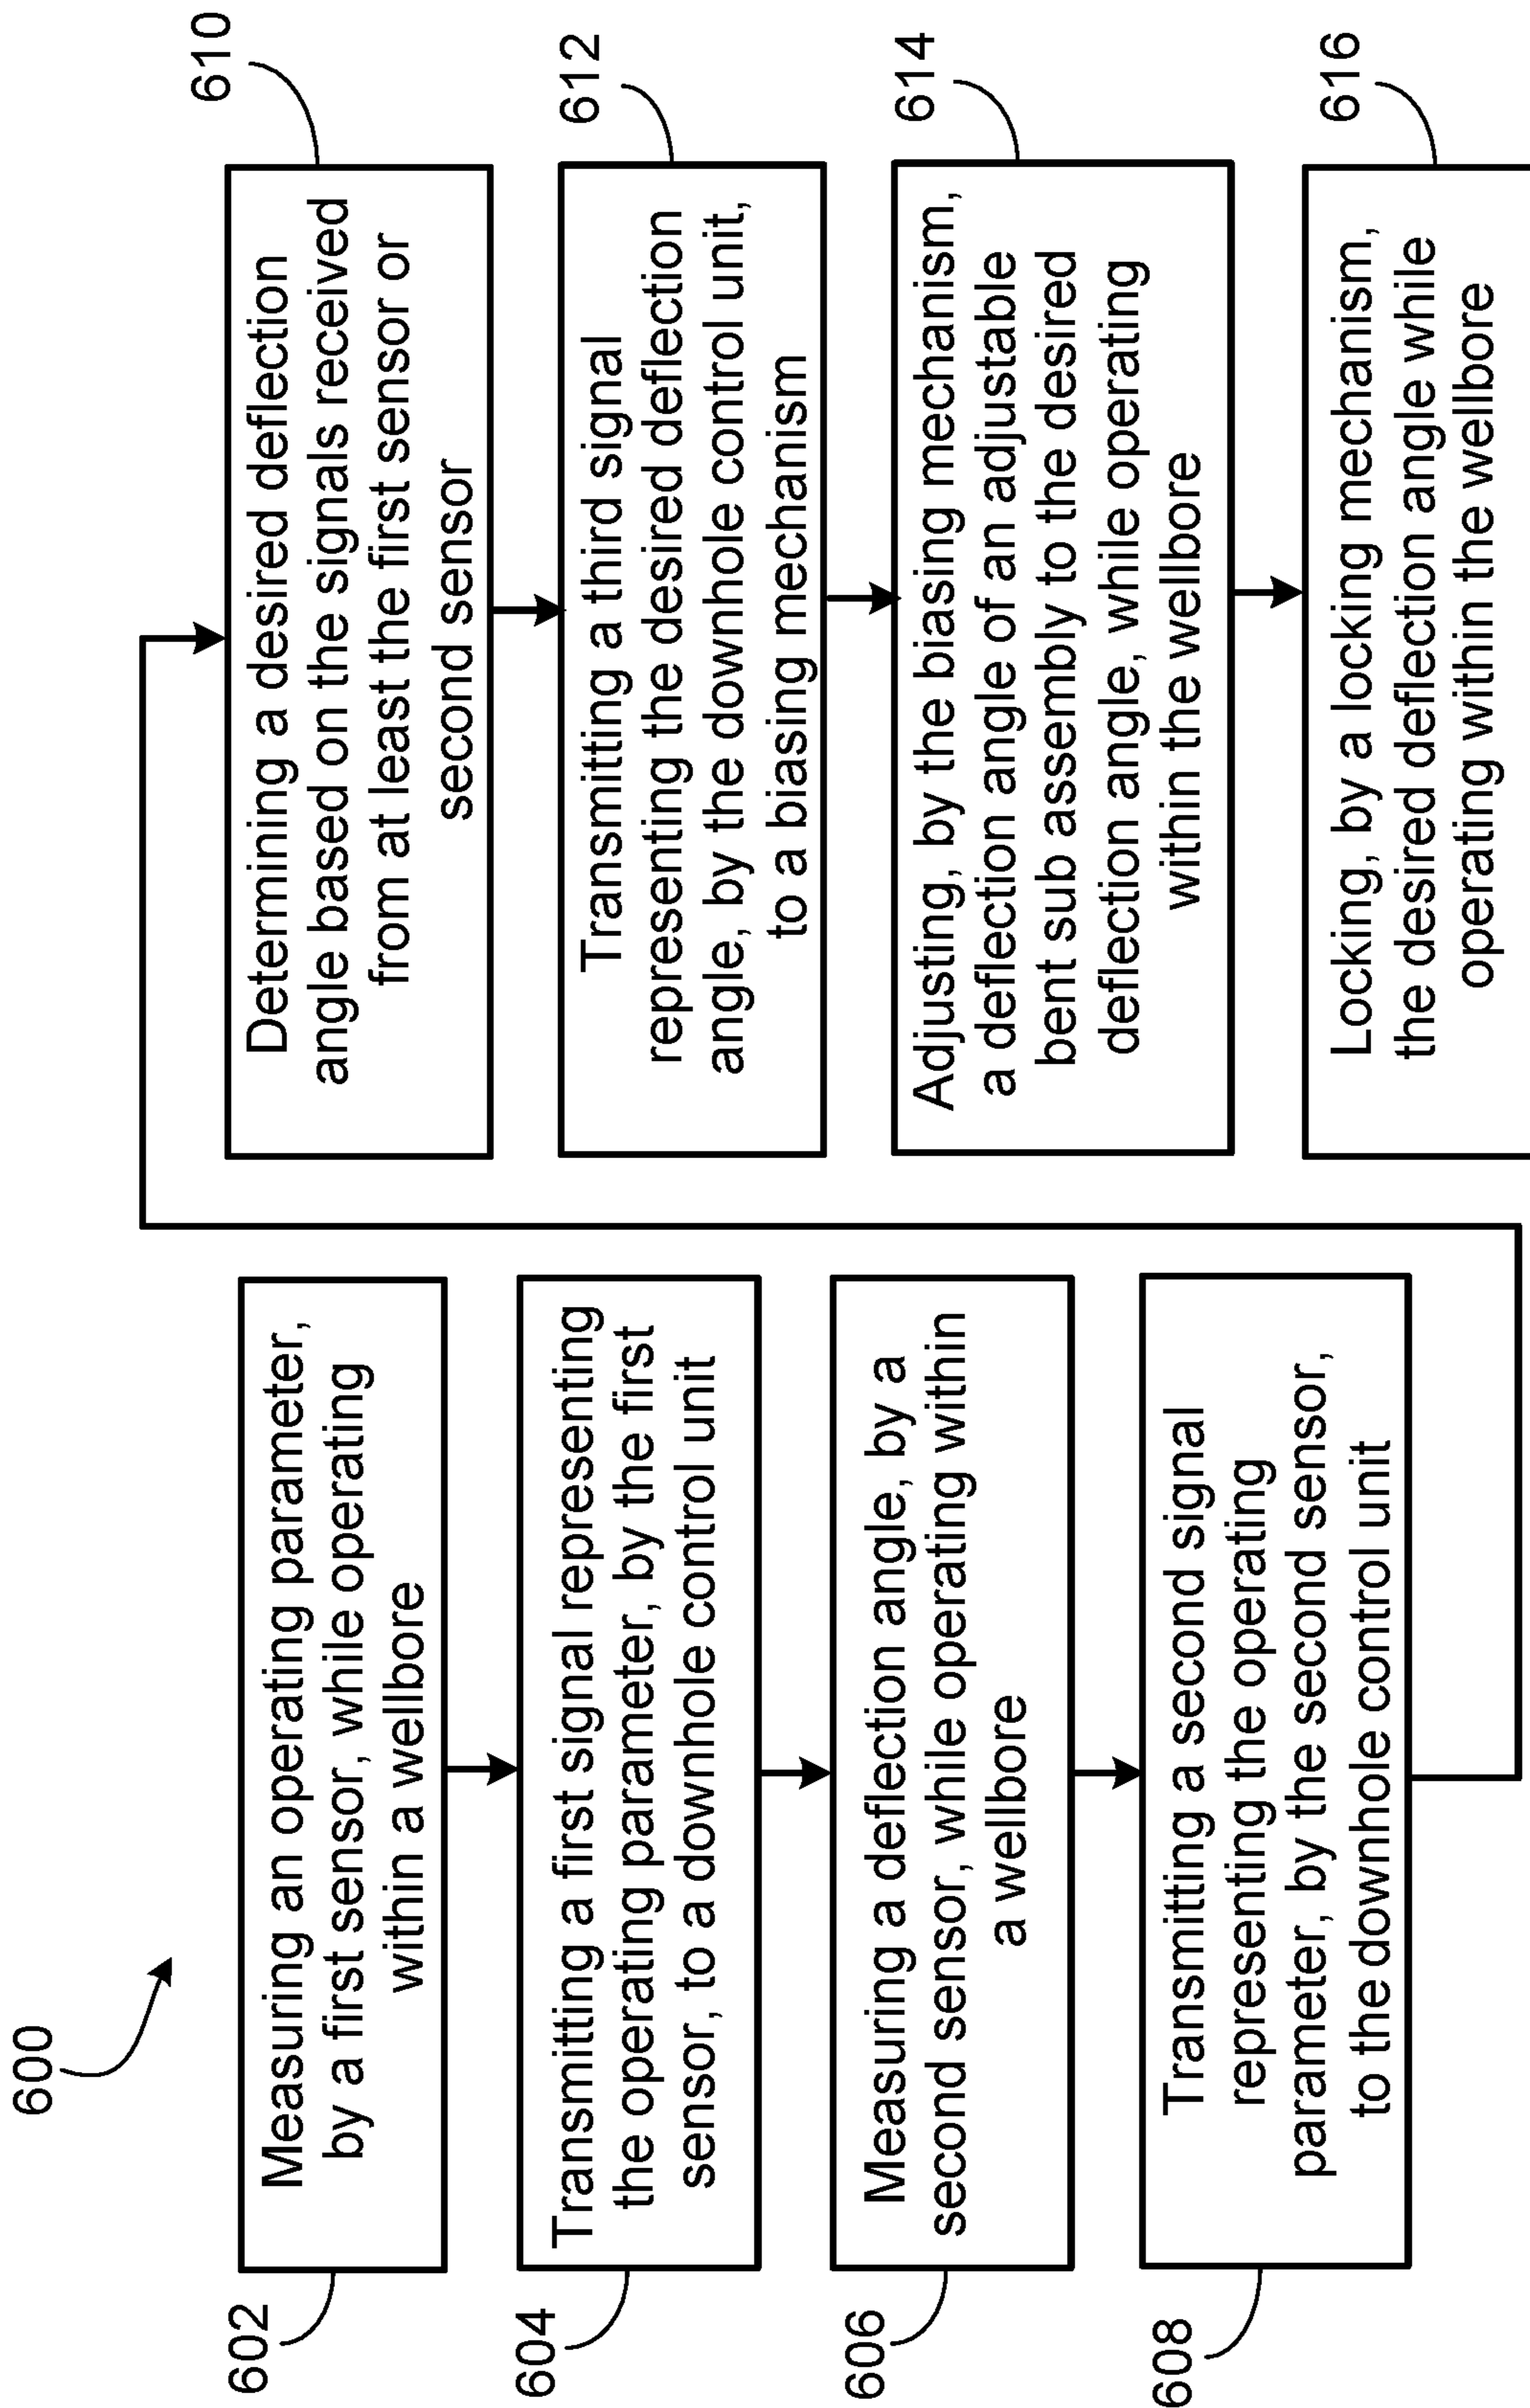 600
602
Measuring an operating parameter,
by a first sensor, while operating
within a wellbore
604
Transmitting a first signal representing
the operating parameter, by the first
sensor, to a downhole control unit
606
Measuring a deflection angle, by a
second sensor, while operating within
a wellbore
608
Transmitting a second signal
representing the operating
parameter, by the second sensor,
to the downhole control unit
610
Determining a desired deflection
angle based on the signals received
from at least the first sensor or
second sensor
612
Transmitting a third signal
representing the desired deflection
angle, by the downhole control unit,
to a biasing mechanism
614
Adjusting, by the biasing mechanism,
a deflection angle of an adjustable
bent sub assembly to the desired
deflection angle, while operating
within the wellbore
616
Locking, by a locking mechanism,
the desired deflection angle while
operating within the wellbore